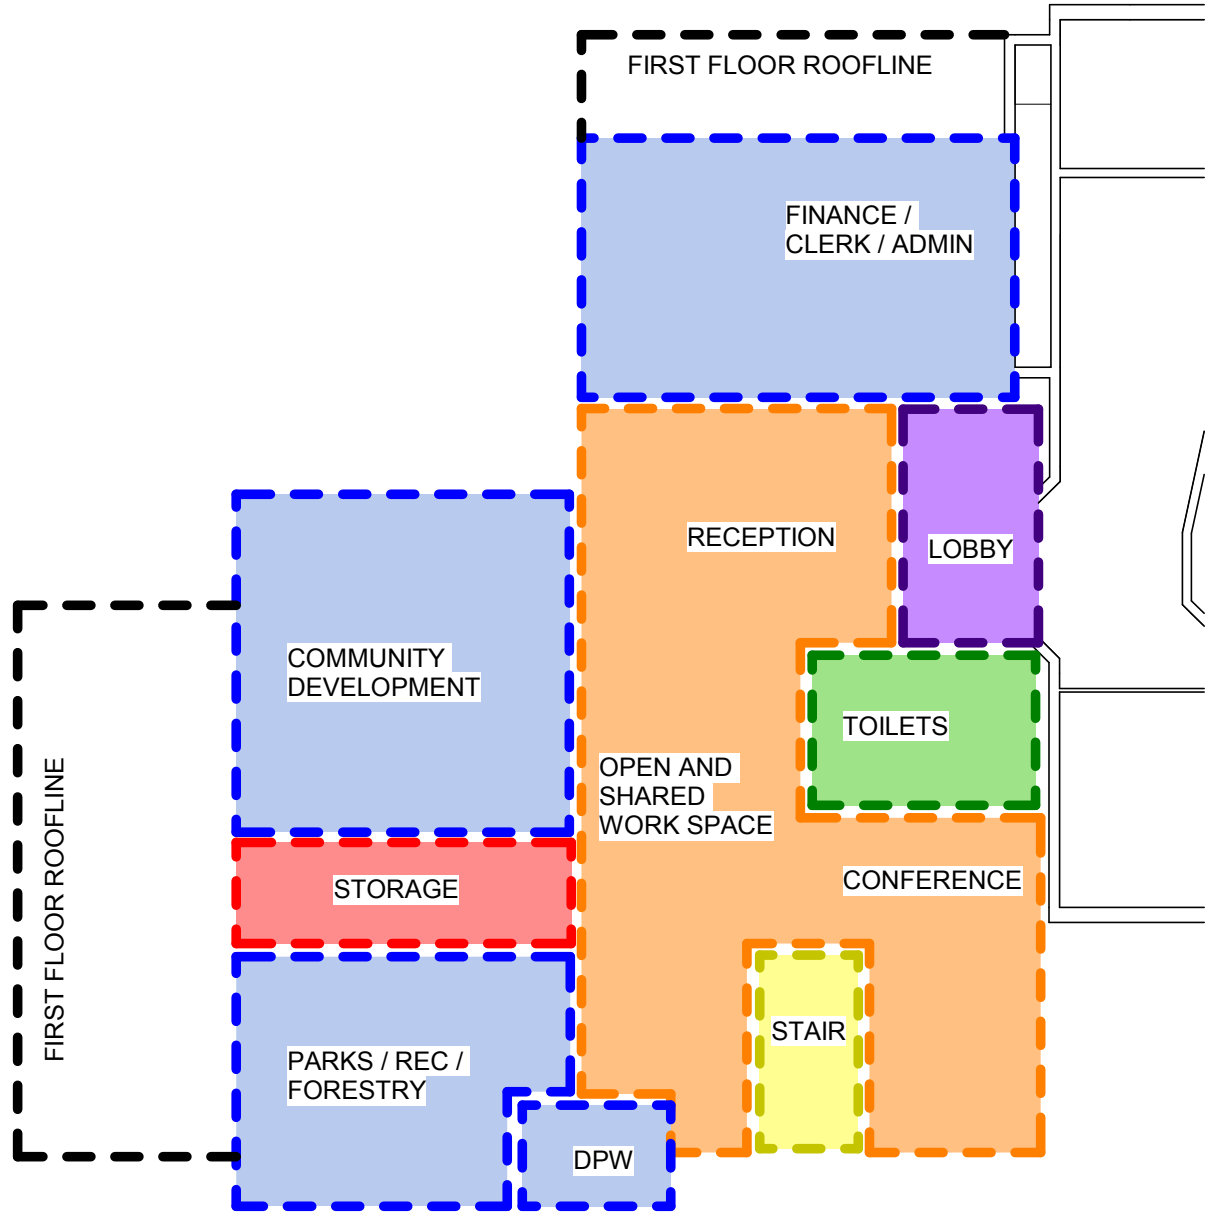 FIRST FLOOR ROOFLINE
FINANCE /
CLERK / ADMIN
RECEPTION
LOBBY
COMMUNITY
DEVELOPMENT
TOILETS
OPEN AND
SHARED
WORK SPACE
FIRST FLOOR ROOFLINE
STORAGE
CONFERENCE
STAIR
PARKS / REC /
FORESTRY
DPW